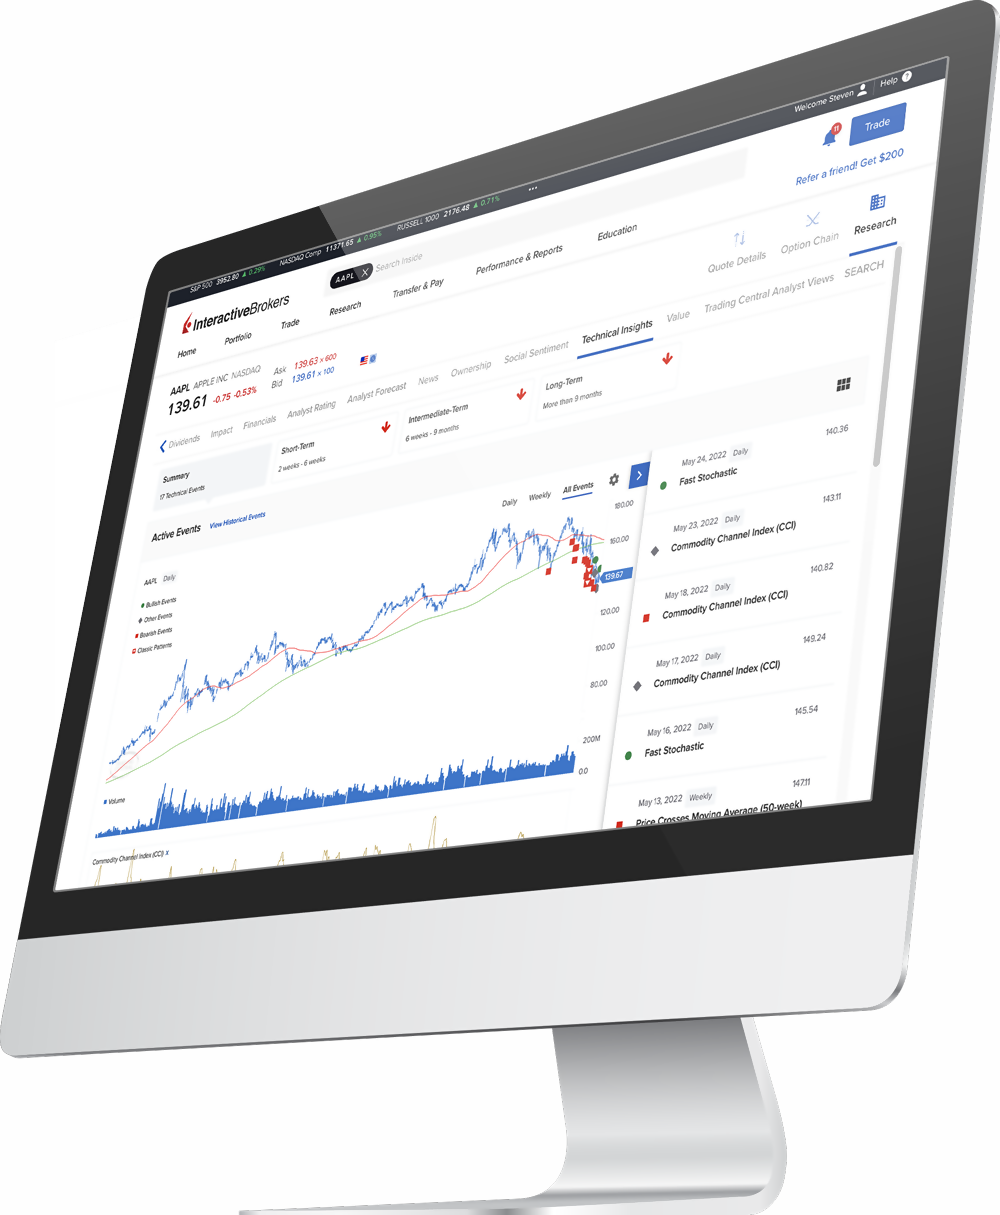 Welcome Steven Help ?
S&P 500 3952.80 ▲ 0.29% NASDAQ Comp 11371.65 ▲ 0.95% RUSSELL 1000 2176.48 ▲ 0.71% •••
InteractiveBrokers AAPL X Search Inside 11 Trade
Refer a friend! Get $200
Home Portfolio Trade Research Transfer & Pay Performance & Reports Education
AAPL APPLE INC NASDAQ Ask 139.63 × 600
139.61 -0.75 -0.53% Bid 139.61 × 100
Quote Details Option Chain Research
Dividends Impact Financials Analyst Rating Analyst Forecast News Ownership Social Sentiment Technical Insights Value Trading Central Analyst Views SEARCH
Summary
17 Technical Events
Short-Term
2 weeks - 6 weeks
Intermediate-Term
6 weeks - 9 months
Long-Term
More than 9 months
Active Events View Historical Events
Daily Weekly All Events
AAPL Daily
Bullish Events
Other Events
Bearish Events
Classic Patterns
180.00
160.00
139.67
120.00
100.00
80.00
200M
0.0
Volume
Commodity Channel Index (CCI) x
May 24, 2022 Daily 140.36
Fast Stochastic
May 23, 2022 Daily 143.11
Commodity Channel Index (CCI)
May 18, 2022 Daily 140.82
Commodity Channel Index (CCI)
May 17, 2022 Daily 149.24
Commodity Channel Index (CCI)
May 16, 2022 Daily 145.54
Fast Stochastic
May 13, 2022 Weekly 147.11
Price Crosses Moving Average (50-week)